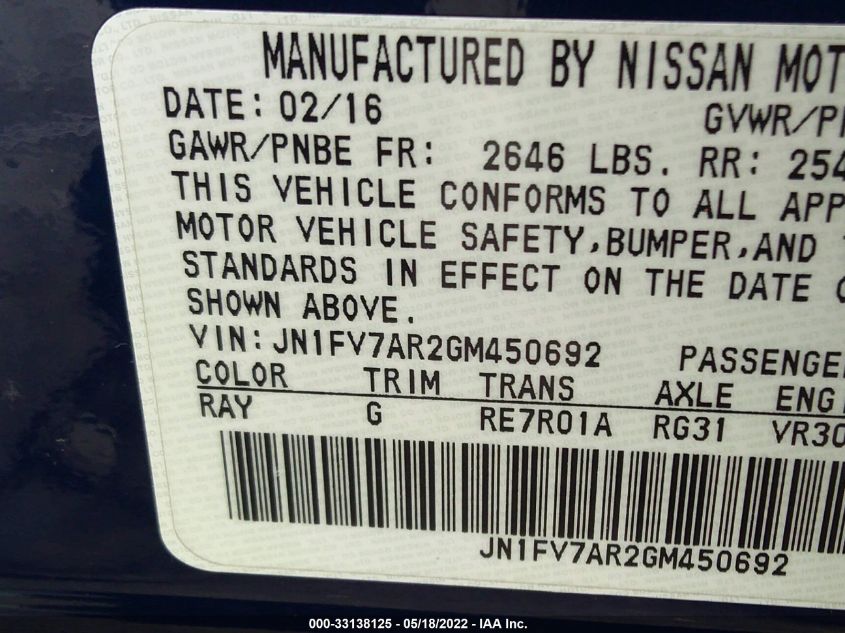 MANUFACTURED BY NISSAN MOT
DATE: 02/16 GVWR/P
GAWR/PNBE FR: 2646 LBS. RR: 254
THIS VEHICLE CONFORMS TO ALL APP
MOTOR VEHICLE SAFETY,BUMPER,AND
STANDARDS IN EFFECT ON THE DATE
SHOWN ABOVE.
VIN: JN1FV7AR2GM450692 PASSENGE
COLOR TRIM TRANS AXLE ENG
RAY G RE7R01A RG31 VR30
JN1FV7AR2GM450692
000-33138125 - 05/18/2022 - IAA Inc.